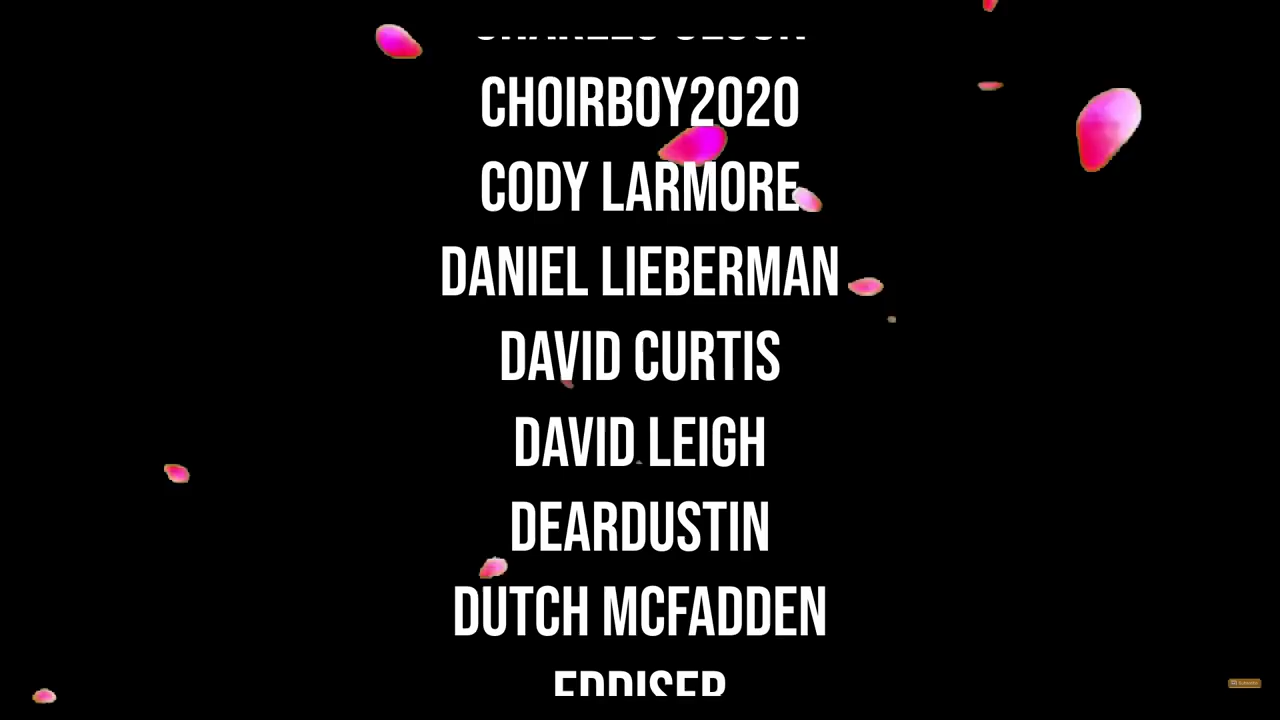 CHOIRBOY2020
CODY LARMORE
DANIEL LIEBERMAN
DAVID CURTIS
DAVID LEIGH
DEARDUSTIN
DUTCH MCFADDEN